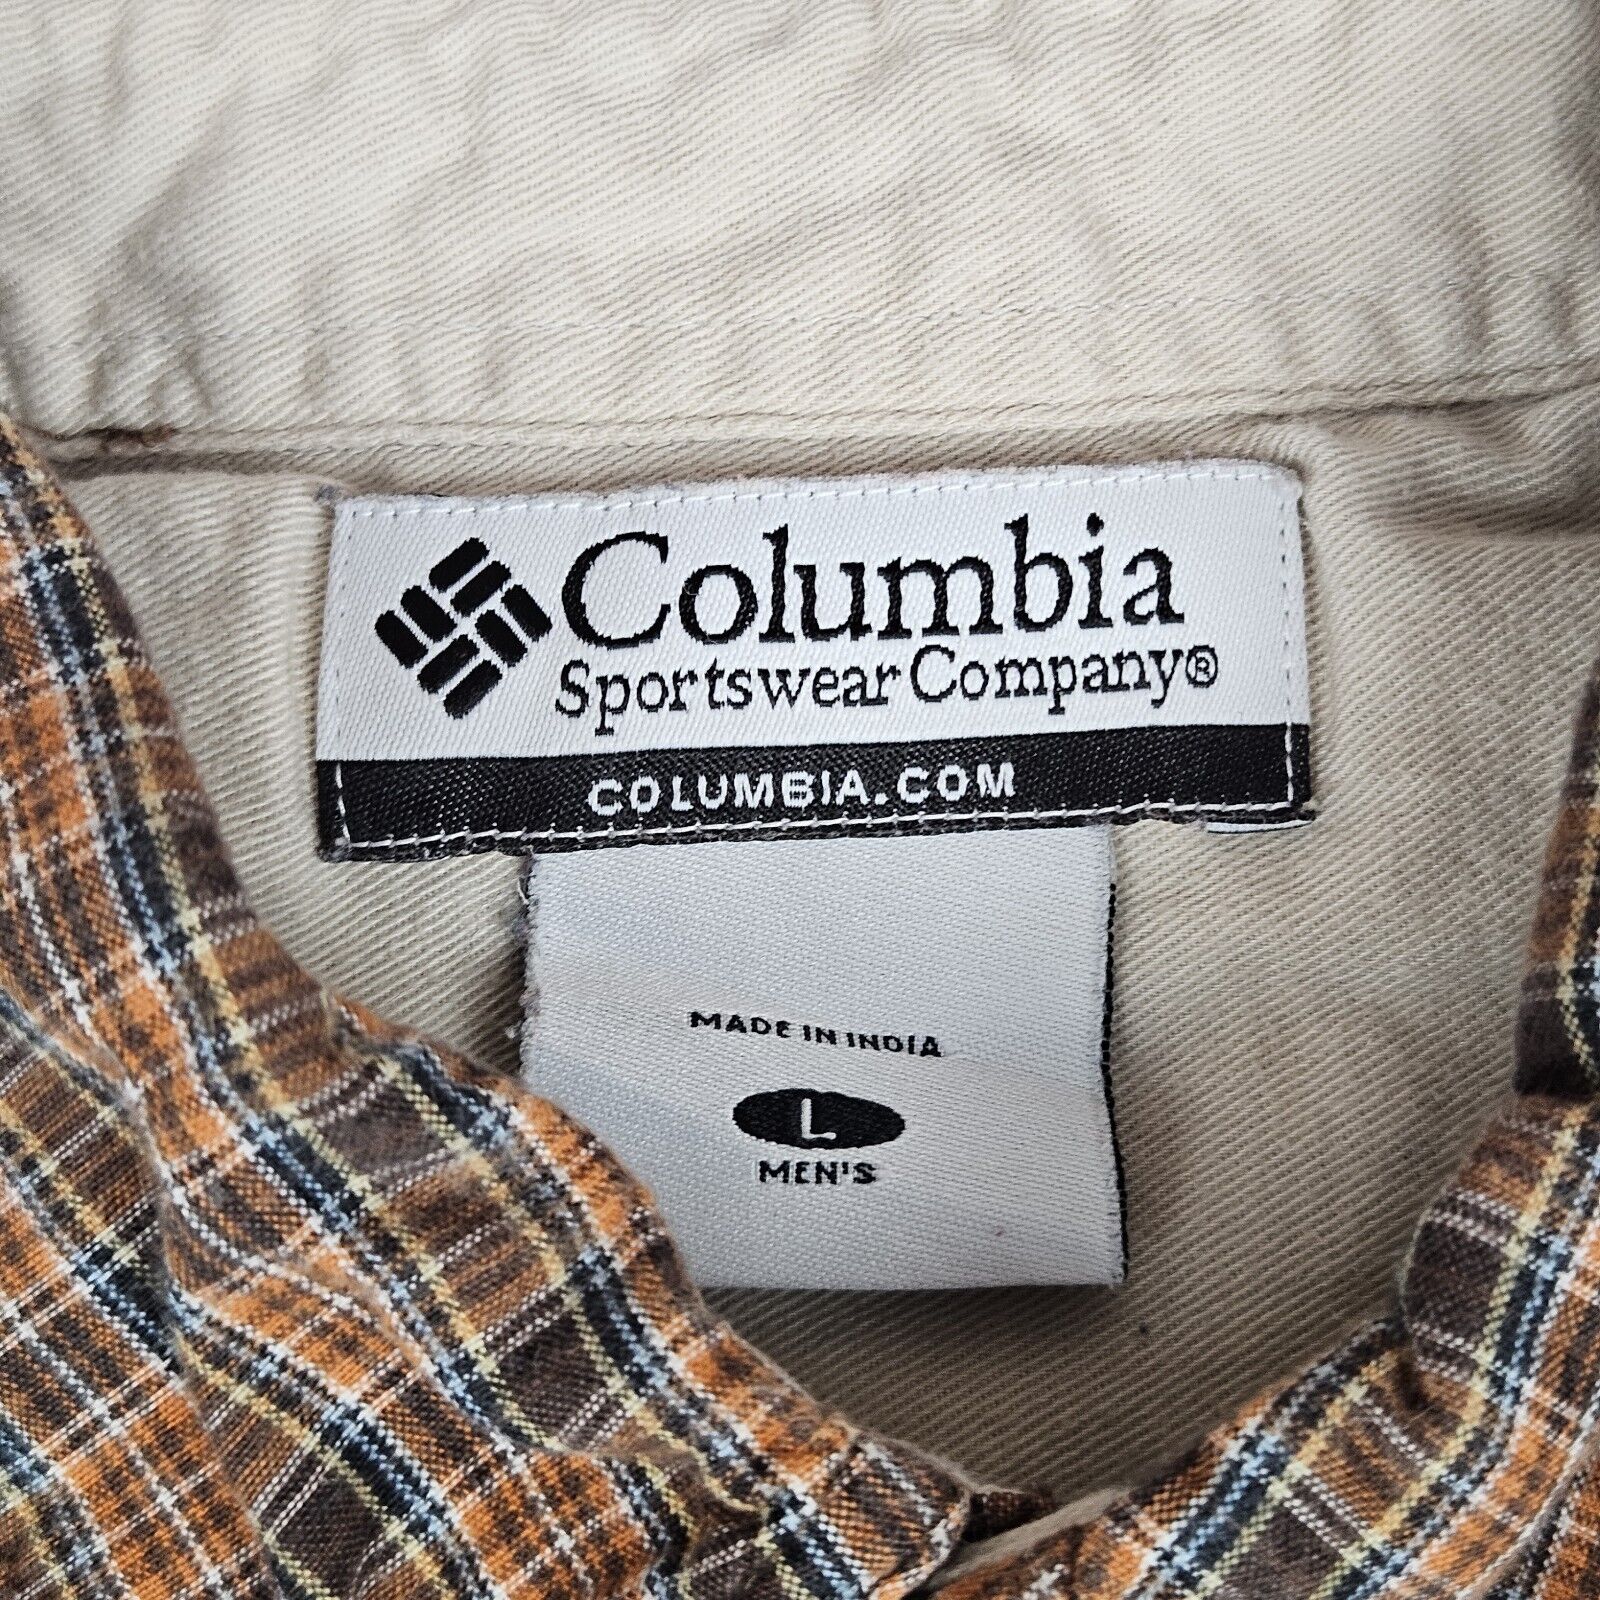 Columbia
Sportswear Company®
COLUMBIA.COM
MADE IN INDIA
L
MEN'S